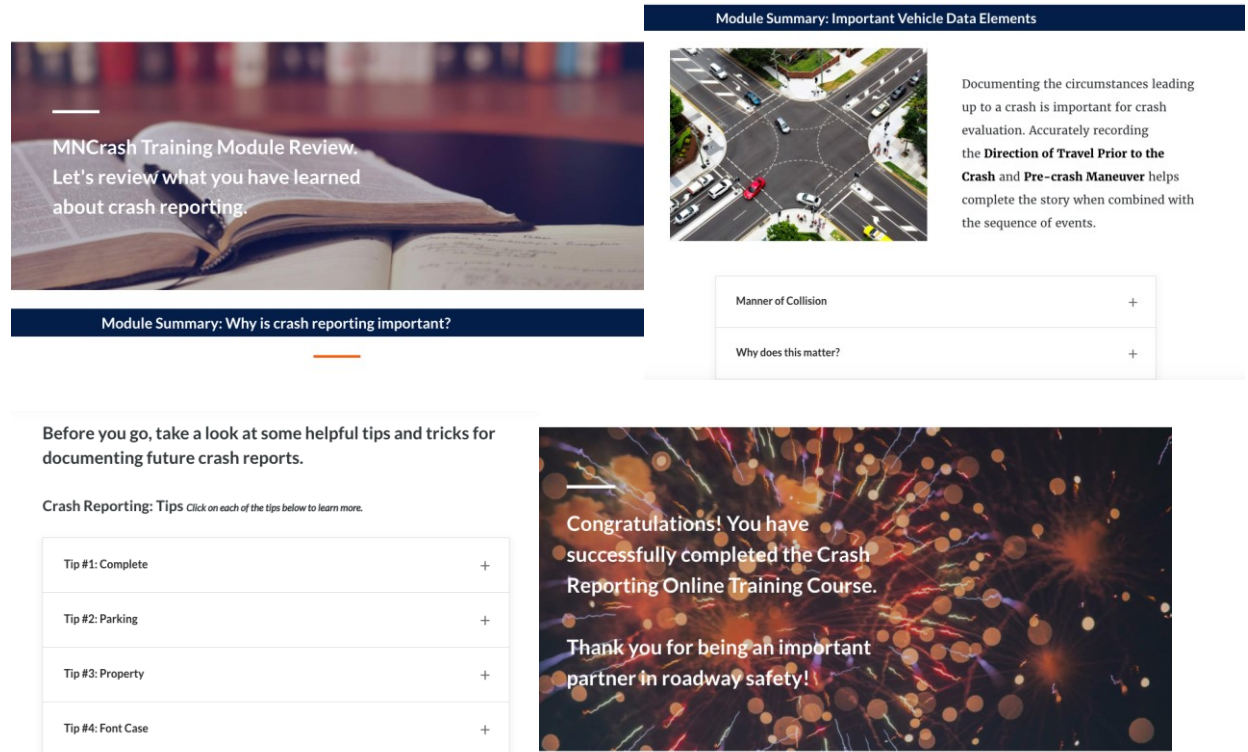 MNCrash Training Module Review.
Let's review what you have learned
about crash reporting.
Module Summary: Why is crash reporting important?
Module Summary: Important Vehicle Data Elements
Documenting the circumstances leading
up to a crash is important for crash
evaluation. Accurately recording
the Direction of Travel Prior to the
Crash and Pre-crash Maneuver helps
complete the story when combined with
the sequence of events.
Manner of Collision
Why does this matter?
Before you go, take a look at some helpful tips and tricks for
documenting future crash reports.
Crash Reporting: Tips Click on each of the tips below to learn more.
Tip #1: Complete
Tip #2: Parking
Tip #3: Property
Tip #4: Font Case
Congratulations! You have
successfully completed the Crash
Reporting Online Training Course.
Thank you for being an important
partner in roadway safety!